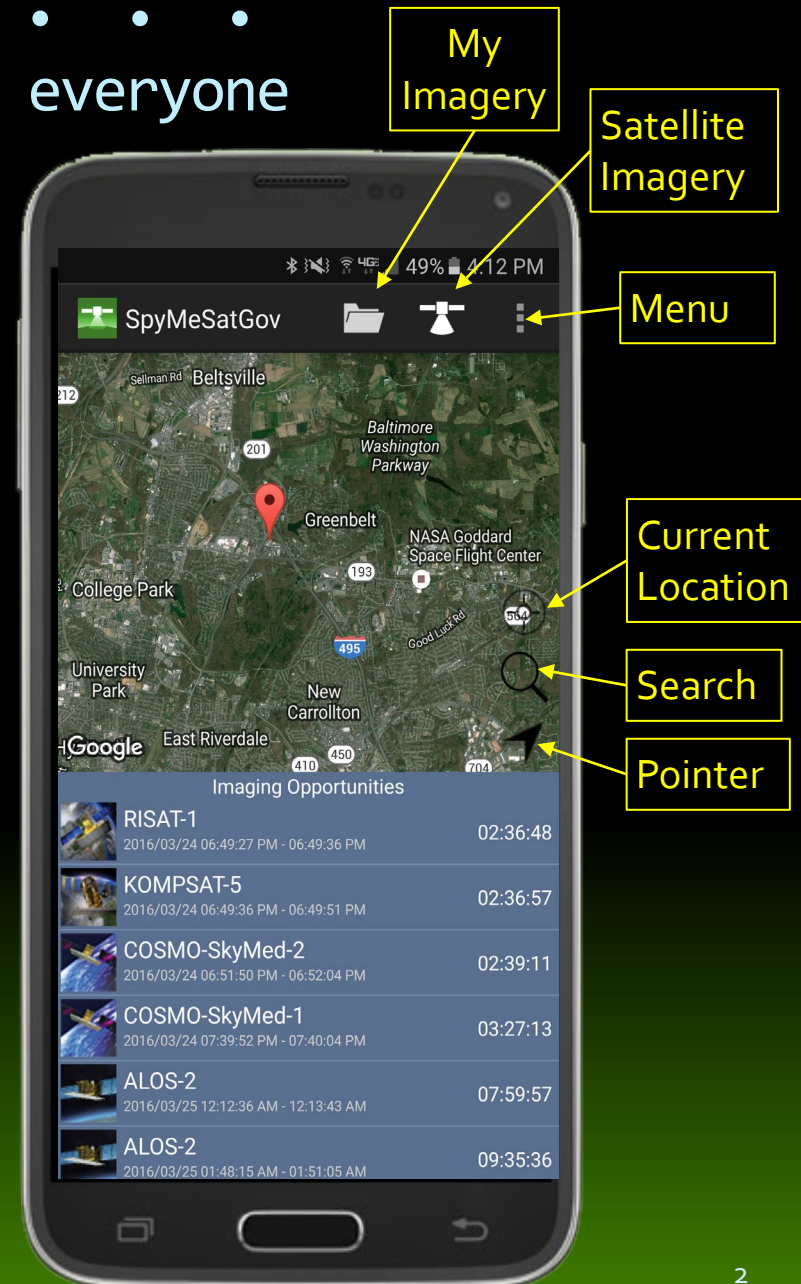 everyone
My
Imagery
Satellite
Imagery
49% 4:12 PM
SpyMeSatGov
Menu
Sellman Rd Beltsville
212
Baltimore
Washington
Parkway
201
Greenbelt
NASA Goddard
Space Flight Center
193
Current
Location
College Park
564
Good Luck Rd
495
University
Park
New
Carrollton
Search
Google
East Riverdale
450
410
704
Pointer
Imaging Opportunities
RISAT-1
2016/03/24 06:49:27 PM - 06:49:36 PM
02:36:48
KOMPSAT-5
2016/03/24 06:49:36 PM - 06:49:51 PM
02:36:57
COSMO-SkyMed-2
2016/03/24 06:51:50 PM - 06:52:04 PM
02:39:11
COSMO-SkyMed-1
2016/03/24 07:39:52 PM - 07:40:04 PM
03:27:13
ALOS-2
2016/03/25 12:12:36 AM - 12:13:43 AM
07:59:57
ALOS-2
2016/03/25 01:48:15 AM - 01:51:05 AM
09:35:36
2